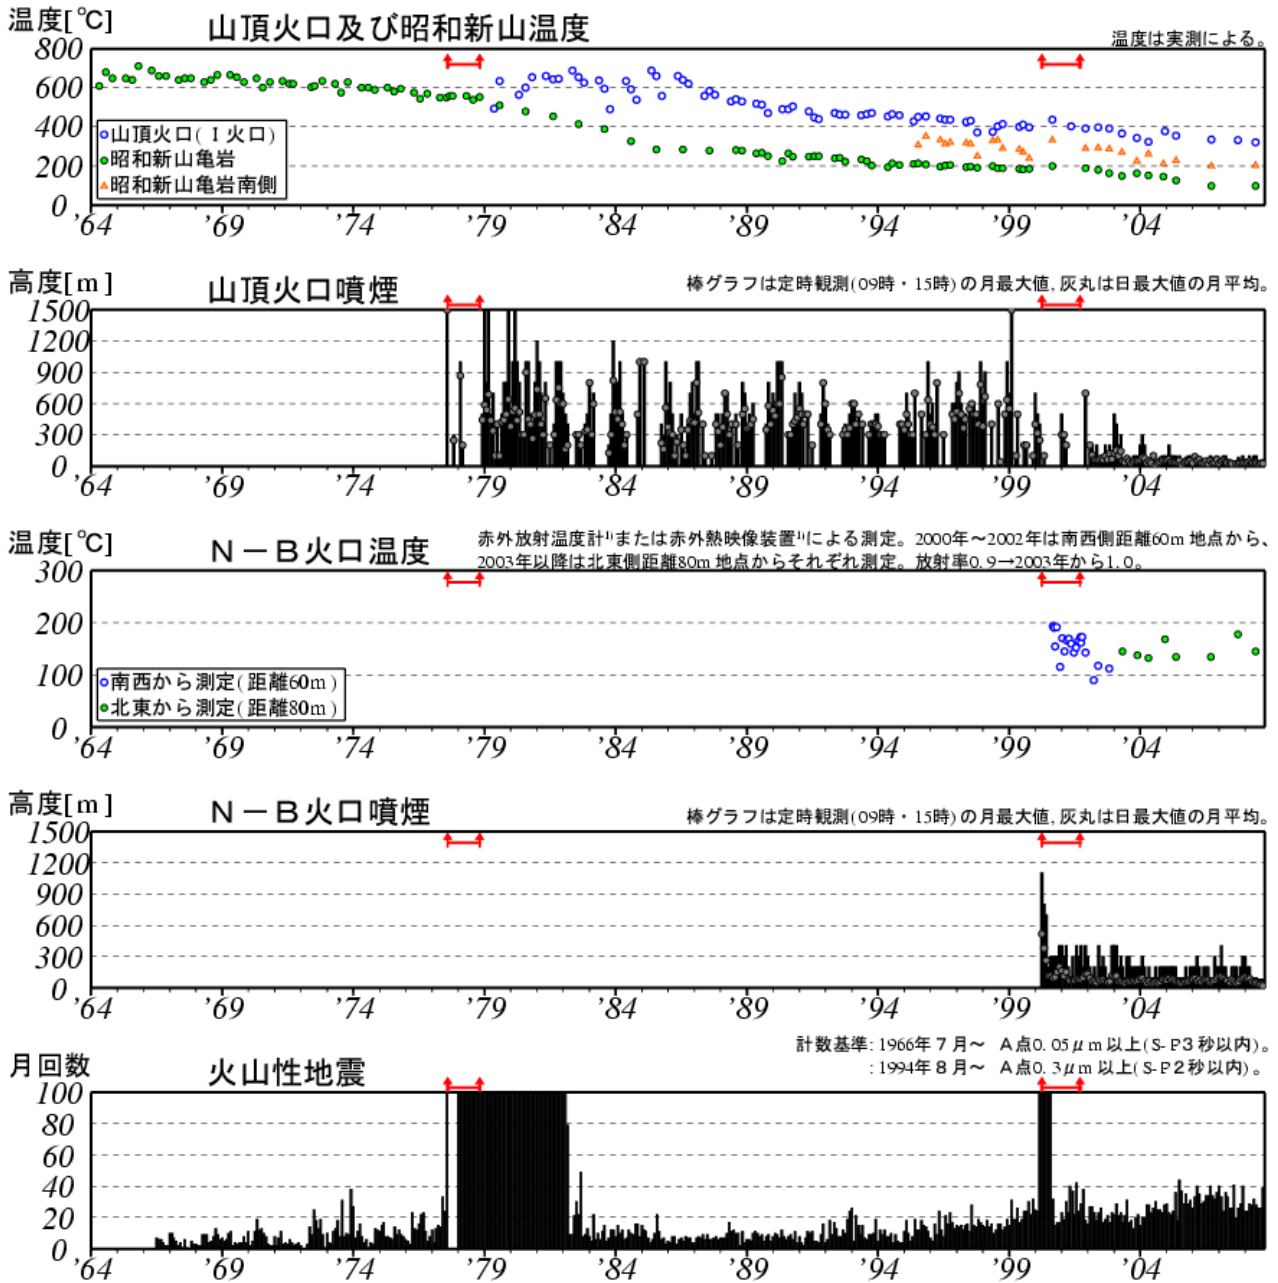 温度[℃]
山頂火口及び昭和新山温度
温度は実測による。
800
600
400
200
0
山頂火口(Ｉ火口)
昭和新山亀岩
昭和新山亀岩南側
'64 '69 '74 '79 '84 '89 '94 '99 '04
高度[m]
山頂火口噴煙
棒グラフは定時観測(09時・15時)の月最大値,灰丸は日最大値の月平均。
1500
1200
900
600
300
0
'64 '69 '74 '79 '84 '89 '94 '99 '04
温度[℃]
Ｎ－Ｂ火口温度
赤外放射温度計¹⁾または赤外熱映像装置¹⁾による測定。2000年～2002年は南西側距離60m地点から、
2003年以降は北東側距離80m地点からそれぞれ測定。放射率0.9→2003年から1.0。
300
200
100
0
南西から測定(距離60m)
北東から測定(距離80m)
'64 '69 '74 '79 '84 '89 '94 '99 '04
高度[m]
Ｎ－Ｂ火口噴煙
棒グラフは定時観測(09時・15時)の月最大値,灰丸は日最大値の月平均。
1500
1200
900
600
300
0
'64 '69 '74 '79 '84 '89 '94 '99 '04
月回数
火山性地震
計数基準:1966年７月～ Ａ点0.05μm以上(S-P３秒以内)。
:1994年８月～ Ａ点0.3μm以上(S-P２秒以内)。
100
80
60
40
20
0
'64 '69 '74 '79 '84 '89 '94 '99 '04